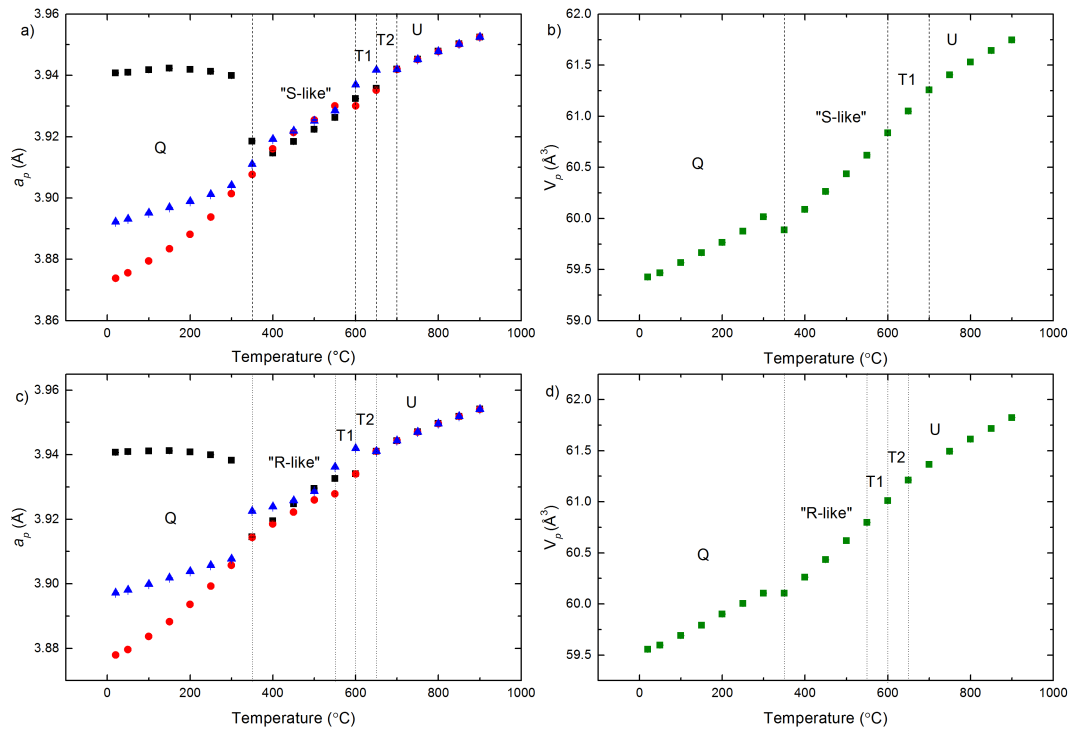 a)
3.96
3.94
3.92
3.90
3.88
3.86
a_p (Å)
Q
"S-like"
T1
T2
U
0 200 400 600 800 1000
Temperature (°C)
b)
62.0
61.5
61.0
60.5
60.0
59.5
59.0
V_p (Å³)
Q
"S-like"
T1
U
0 200 400 600 800 1000
Temperature (°C)
c)
3.96
3.94
3.92
3.90
3.88
a_p (Å)
Q
"R-like"
T1
T2
U
0 200 400 600 800 1000
Temperature (°C)
d)
62.0
61.5
61.0
60.5
60.0
59.5
V_p (Å³)
Q
"R-like"
T1
T2
U
0 200 400 600 800 1000
Temperature (°C)